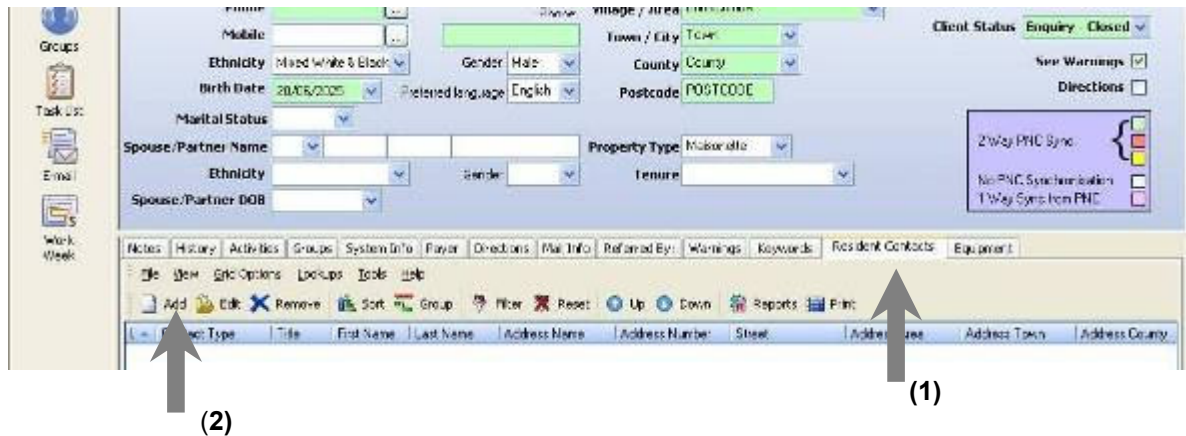 Phone
Village / Area
Groups
Mobile
Town / City Town
Client Status Enquiry Closed
Ethnicity Mixed White & Black
Gender Male
County County
See Warnings
Birth Date 20/06/2025
Preferred language English
Postcode POSTCODE
Directions
Task List
Marital Status
Spouse/Partner Name
Property Type Maisonette
2 Way PNC Sync
E-mail
Ethnicity
Gender
Tenure
No PNC Synchronisation
Spouse/Partner DOB
1 Way Sync from PNC
Work
Week
Notes History Activities Groups System Info Payer Directions Mail Info Referred By: Warnings Keywords Resident Contacts Equipment
File View Grid Options Lookups Tools Help
Add Edit Remove Sort Group Filter Reset Up Down Reports Print
Type Title First Name Last Name Address Name Address Number Street Address Town Address County
(1)
(2)